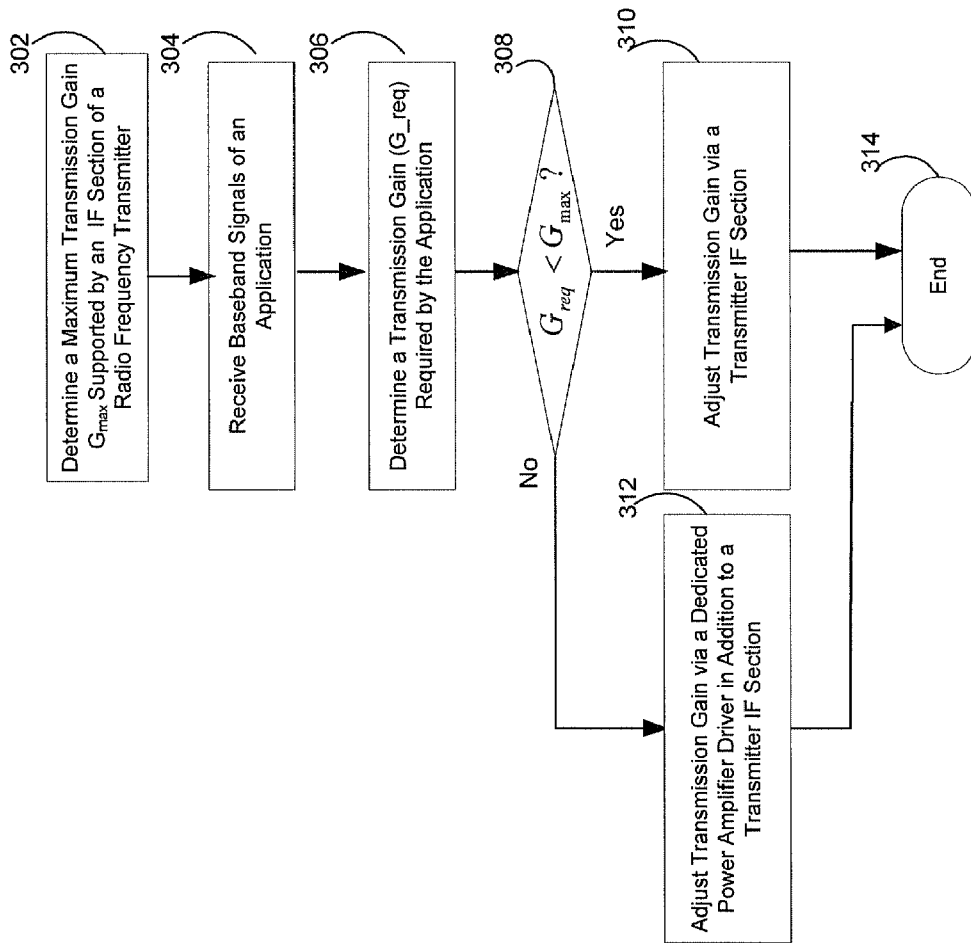 302
Determine a Maximum Transmission Gain
Gmax Supported by an IF Section of a
Radio Frequency Transmitter
304
Receive Baseband Signals of an
Application
306
Determine a Transmission Gain (G_req)
Required by the Application
308
Greq < Gmax ?
No
Yes
310
Adjust Transmission Gain via a
Transmitter IF Section
312
Adjust Transmission Gain via a Dedicated
Power Amplifier Driver in Addition to a
Transmitter IF Section
314
End